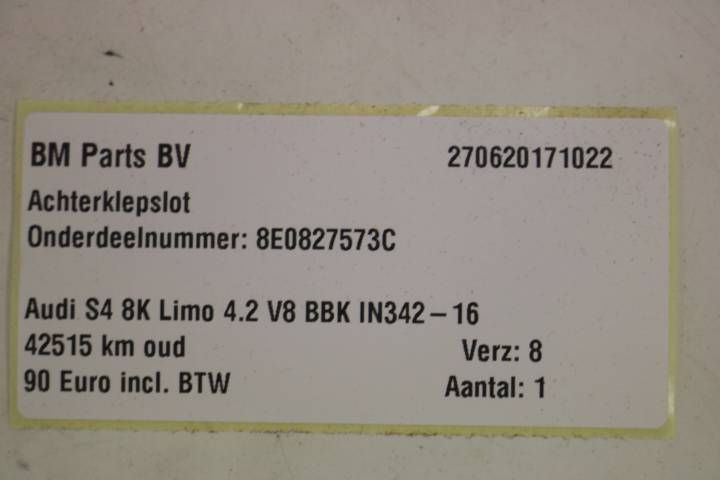 BM Parts BV 270620171022
Achterklepslot
Onderdeelnummer: 8E0827573C
Audi S4 8K Limo 4.2 V8 BBK IN342-16
42515 km oud Verz: 8
90 Euro incl. BTW Aantal: 1